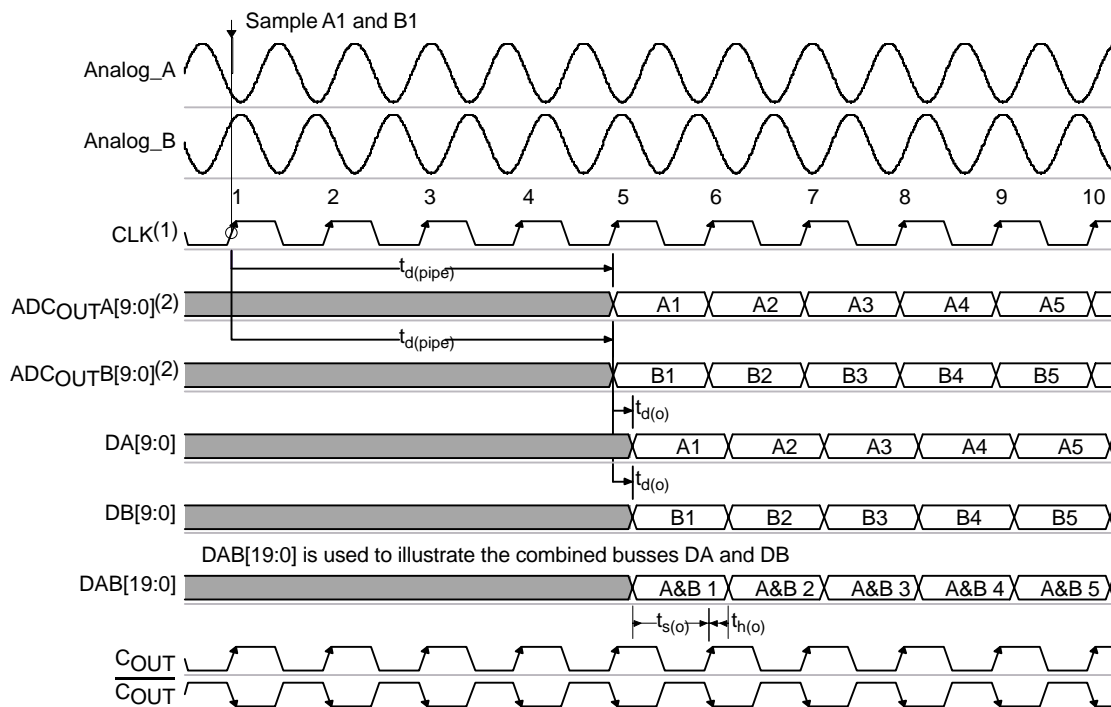 Sample A1 and B1
Analog_A
Analog_B
1 2 3 4 5 6 7 8 9 10
CLK(1)
td(pipe)
ADCOUTA[9:0](2) A1 A2 A3 A4 A5
td(pipe)
ADCOUTB[9:0](2) B1 B2 B3 B4 B5
td(o)
DA[9:0] A1 A2 A3 A4 A5
td(o)
DB[9:0] B1 B2 B3 B4 B5
DAB[19:0] is used to illustrate the combined busses DA and DB
DAB[19:0] A&B 1 A&B 2 A&B 3 A&B 4 A&B 5
ts(o) th(o)
COUT
COUT